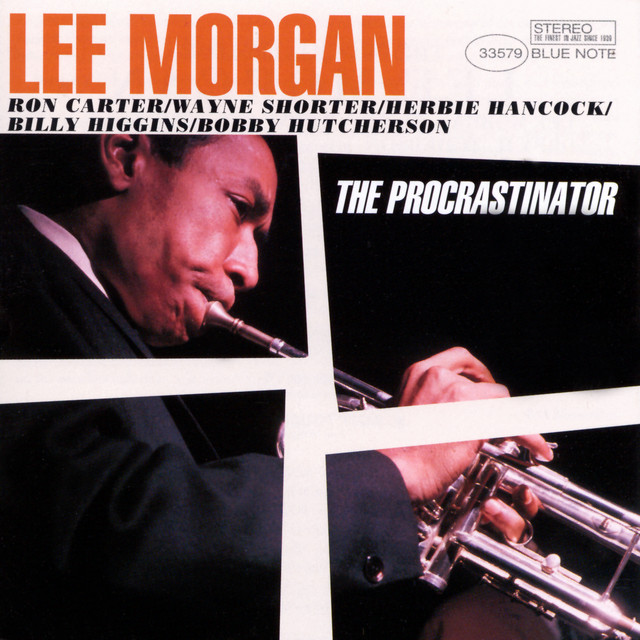 LEE MORGAN
RON CARTER/WAYNE SHORTER/HERBIE HANCOCK/
BILLY HIGGINS/BOBBY HUTCHERSON
STEREO
THE FINEST IN JAZZ SINCE 1939
33579 BLUE NOTE
THE PROCRASTINATOR